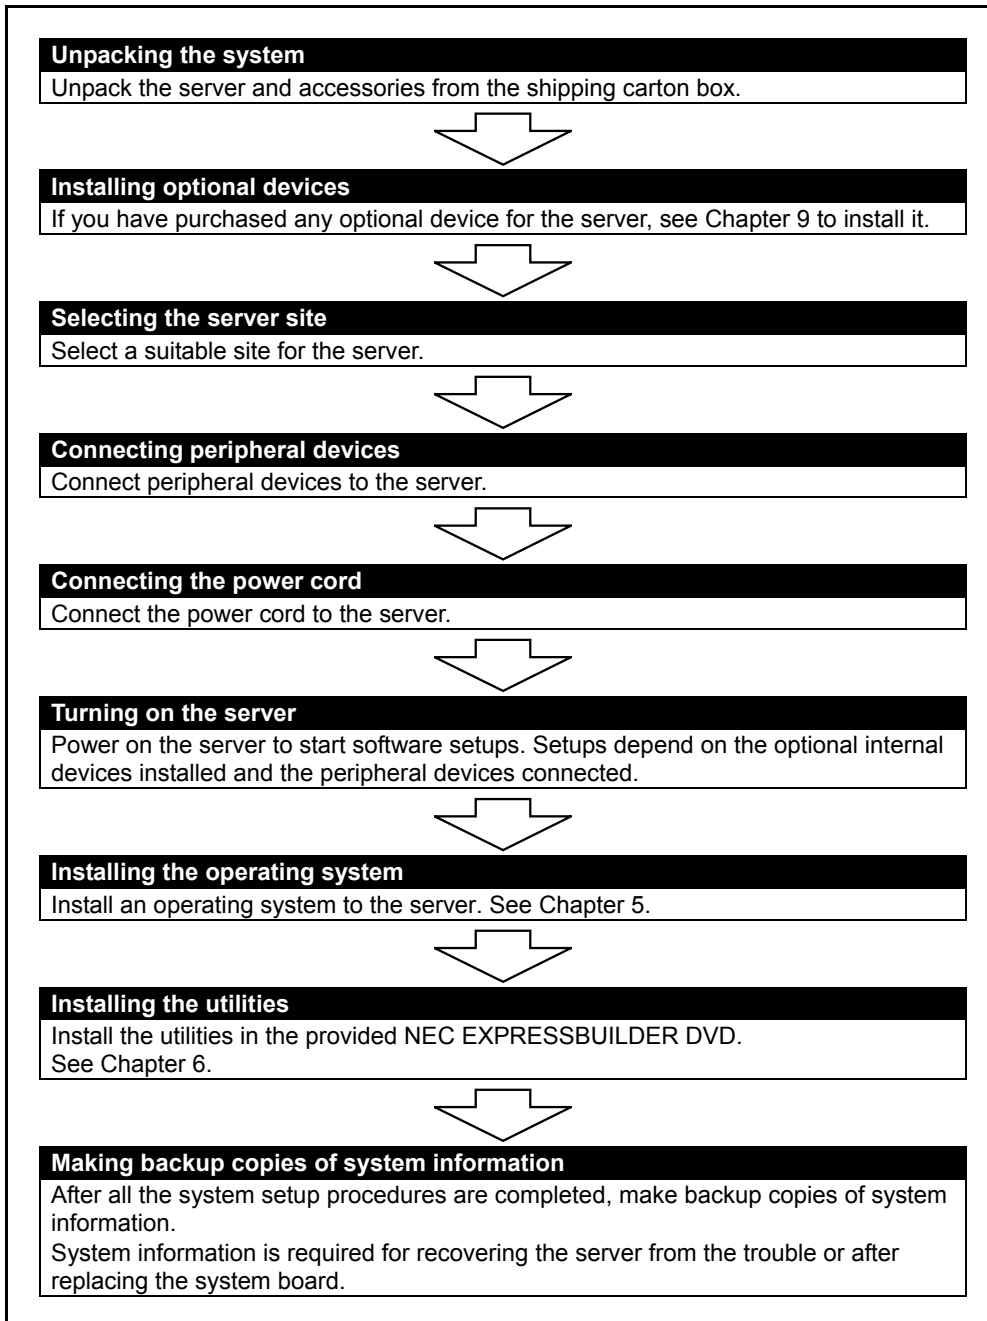 Unpacking the system
Unpack the server and accessories from the shipping carton box.
Installing optional devices
If you have purchased any optional device for the server, see Chapter 9 to install it.
Selecting the server site
Select a suitable site for the server.
Connecting peripheral devices
Connect peripheral devices to the server.
Connecting the power cord
Connect the power cord to the server.
Turning on the server
Power on the server to start software setups. Setups depend on the optional internal
devices installed and the peripheral devices connected.
Installing the operating system
Install an operating system to the server. See Chapter 5.
Installing the utilities
Install the utilities in the provided NEC EXPRESSBUILDER DVD.
See Chapter 6.
Making backup copies of system information
After all the system setup procedures are completed, make backup copies of system
information.
System information is required for recovering the server from the trouble or after
replacing the system board.